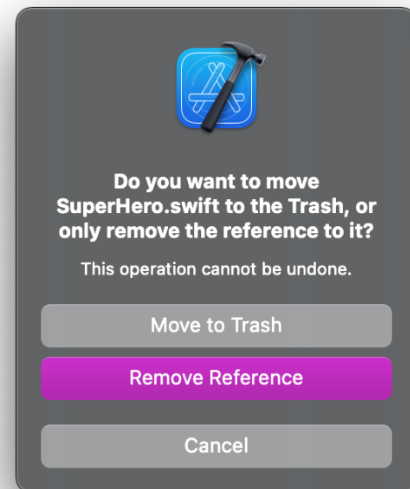 Do you want to move
SuperHero.swift to the Trash, or
only remove the reference to it?
This operation cannot be undone.
Move to Trash
Remove Reference
Cancel